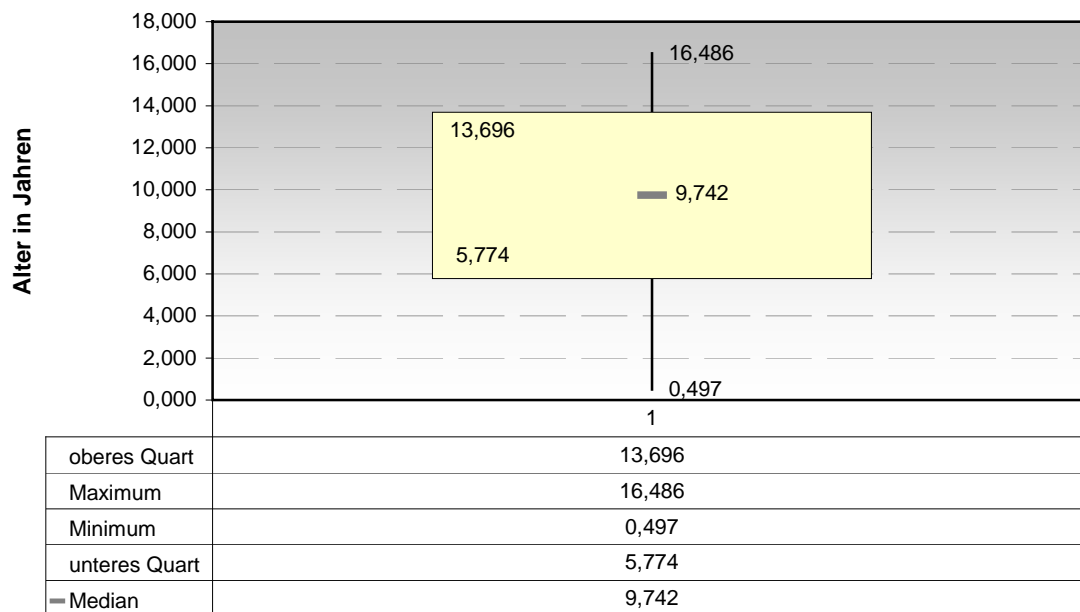 Alter in Jahren
18,000
16,000
14,000
12,000
10,000
8,000
6,000
4,000
2,000
0,000
16,486
13,696
9,742
5,774
0,497
1
oberes Quart 13,696
Maximum 16,486
Minimum 0,497
unteres Quart 5,774
Median 9,742